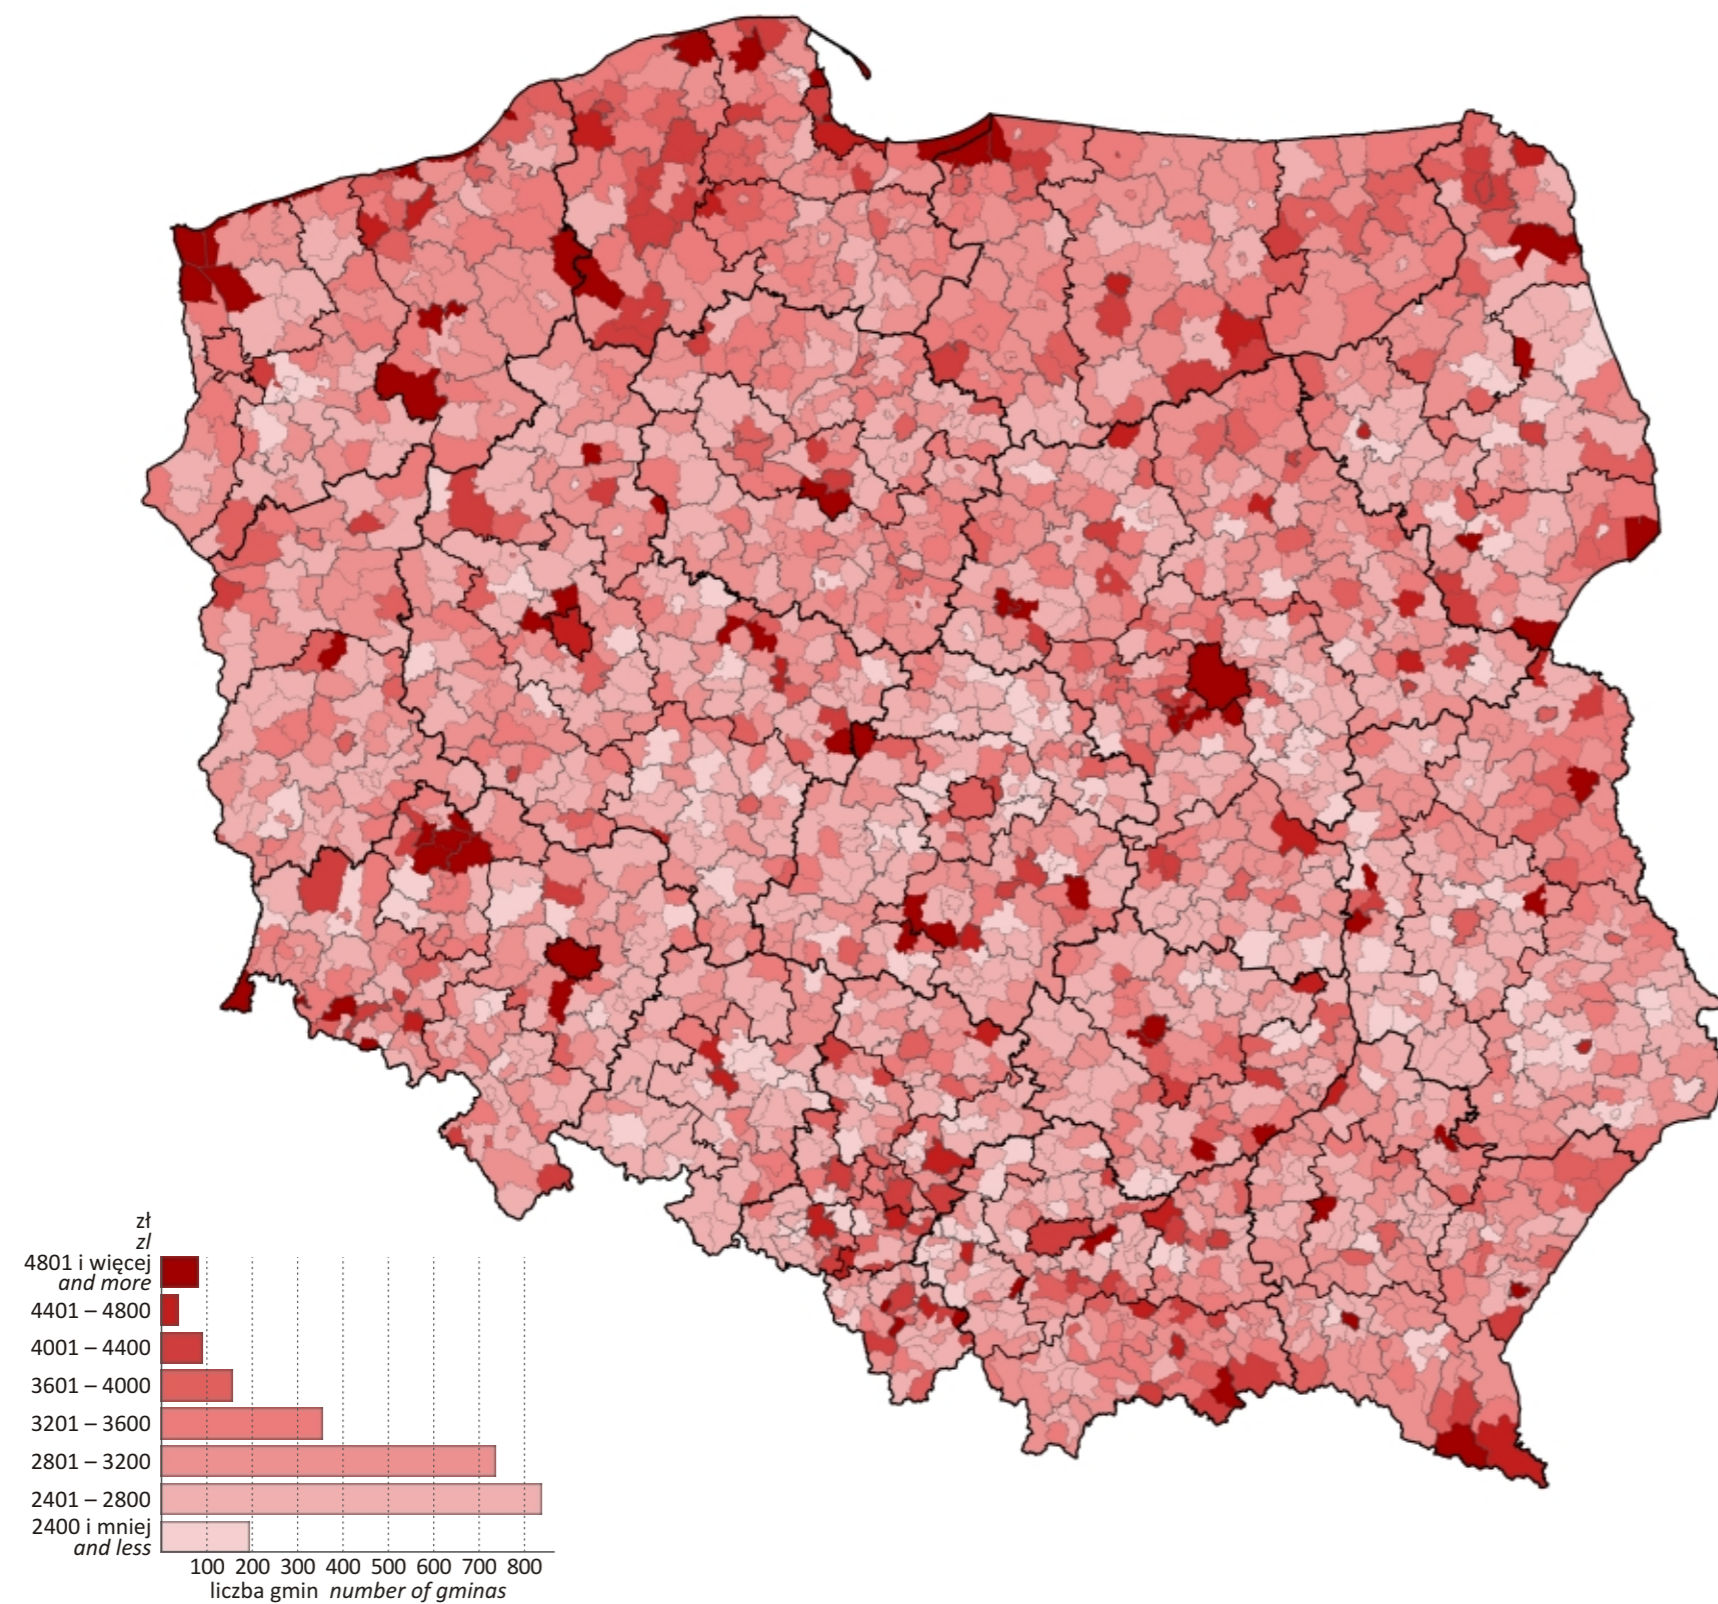 zł
zl
4801 i więcej
and more
4401 – 4800
4001 – 4400
3601 – 4000
3201 – 3600
2801 – 3200
2401 – 2800
2400 i mniej
and less
100 200 300 400 500 600 700 800
liczba gmin number of gminas